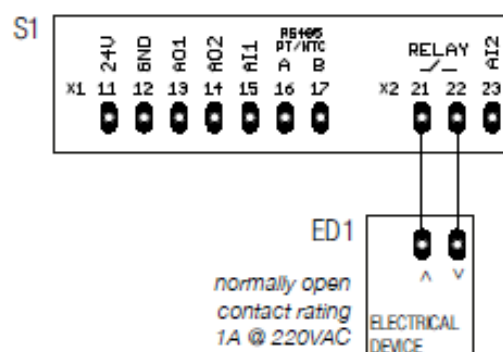 S1
24V GND AO1 AO2 AI1 RS485 PT/NTC A B RELAY AI2
X1 11 12 13 14 15 16 17 X2 21 22 23
ED1
normally open
contact rating
1A @ 220VAC
ELECTRICAL
DEVICE